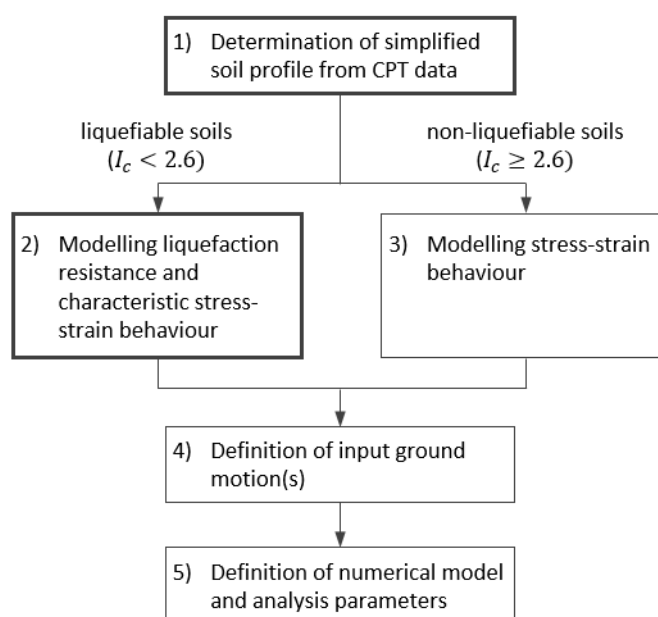 1) Determination of simplified
soil profile from CPT data
liquefiable soils
(I_c < 2.6)
non-liquefiable soils
(I_c ≥ 2.6)
2) Modelling liquefaction
resistance and
characteristic stress-
strain behaviour
3) Modelling stress-strain
behaviour
4) Definition of input ground
motion(s)
5) Definition of numerical model
and analysis parameters